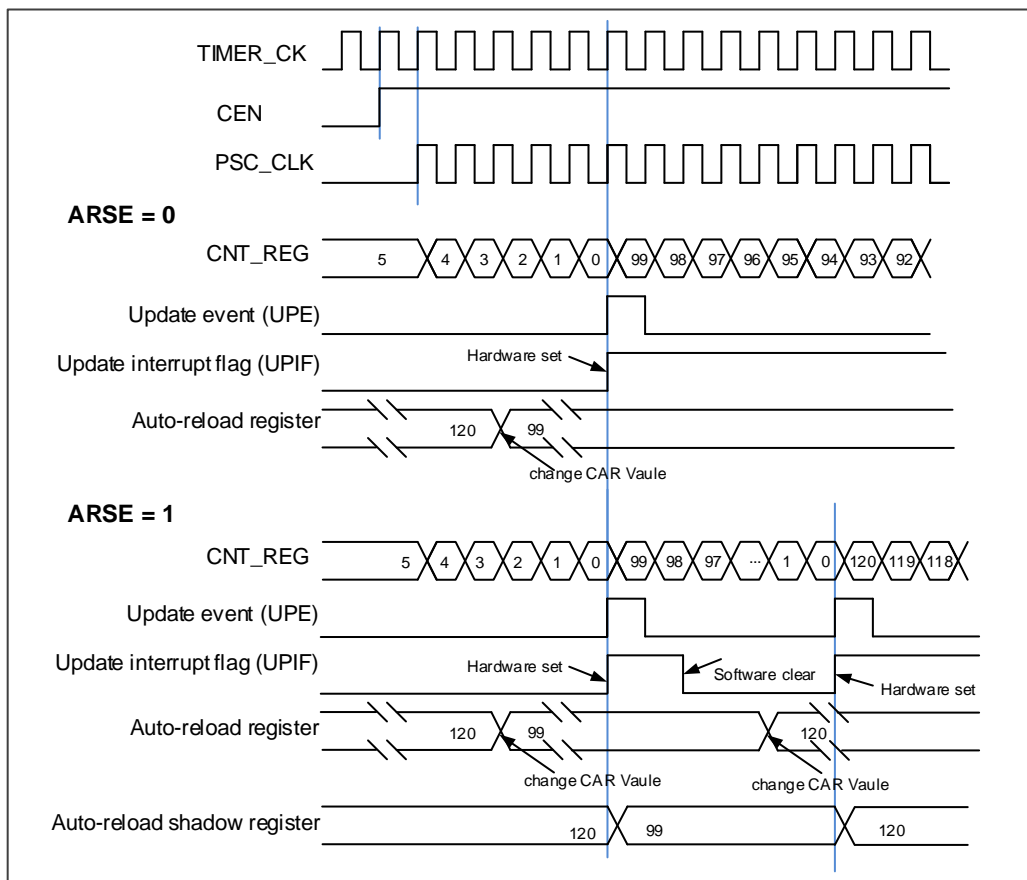 TIMER_CK
CEN
PSC_CLK
ARSE = 0
CNT_REG
5 4 3 2 1 0 99 98 97 96 95 94 93 92
Update event (UPE)
Update interrupt flag (UPIF)
Hardware set
Auto-reload register
120 99
change CAR Vaule
ARSE = 1
CNT_REG
5 4 3 2 1 0 99 98 97 ... 1 0 120 119 118
Update event (UPE)
Update interrupt flag (UPIF)
Hardware set
Software clear
Hardware set
Auto-reload register
120 99 120
change CAR Vaule
change CAR Vaule
Auto-reload shadow register
120 99 120